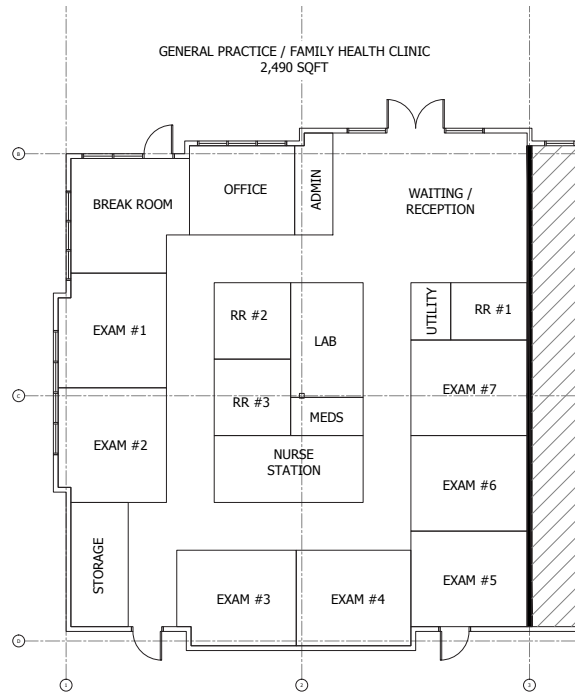 GENERAL PRACTICE / FAMILY HEALTH CLINIC
2,490 SQFT
B
BREAK ROOM
OFFICE
ADMIN
WAITING /
RECEPTION
EXAM #1
RR #2
LAB
UTILITY
RR #1
C
EXAM #7
RR #3
MEDS
EXAM #2
NURSE
STATION
EXAM #6
STORAGE
EXAM #3
EXAM #4
EXAM #5
D
1
2
3